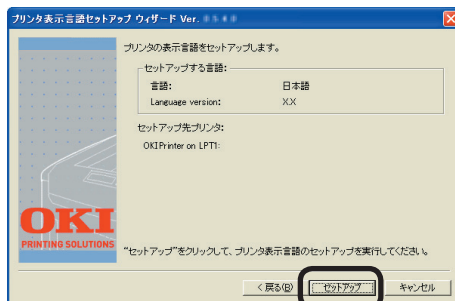 プリンタ表示言語セットアップ ウィザード Ver.
プリンタの表示言語をセットアップします。
セットアップする言語:
言語: 日本語
Language version: XX
セットアップ先プリンタ:
OKI Printer on LPT1:
OKI
PRINTING SOLUTIONS
"セットアップ"をクリックして、プリンタ表示言語のセットアップを実行してください。
< 戻る(B) セットアップ キャンセル